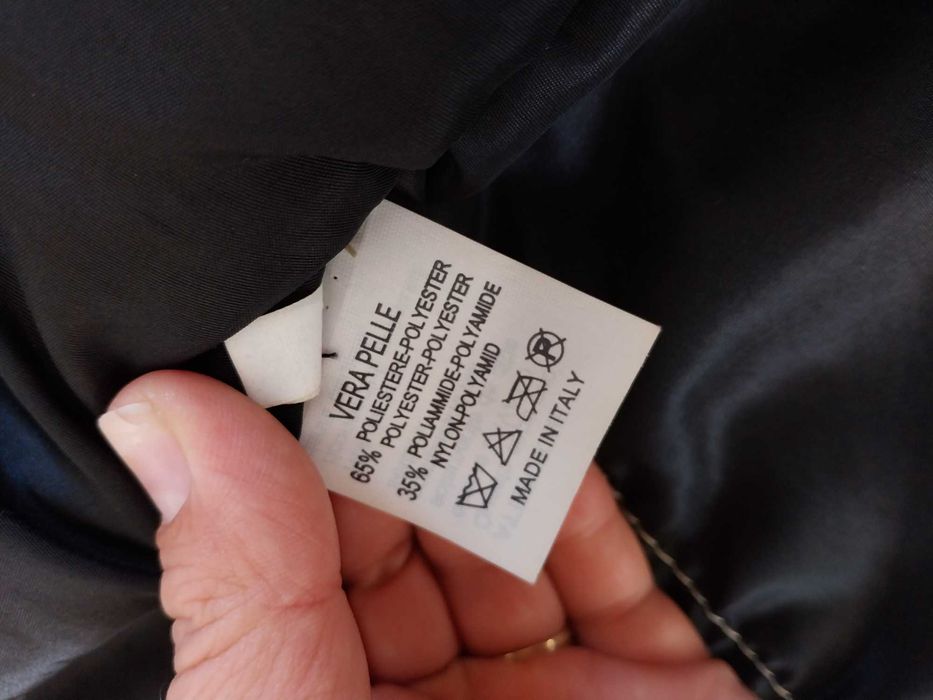 VERA PELLE
65% POLIESTERE-POLYESTER
POLYESTER-POLYESTER
35% POLIAMMIDE-POLYAMIDE
NYLON-POLYAMID
P
MADE IN ITALY